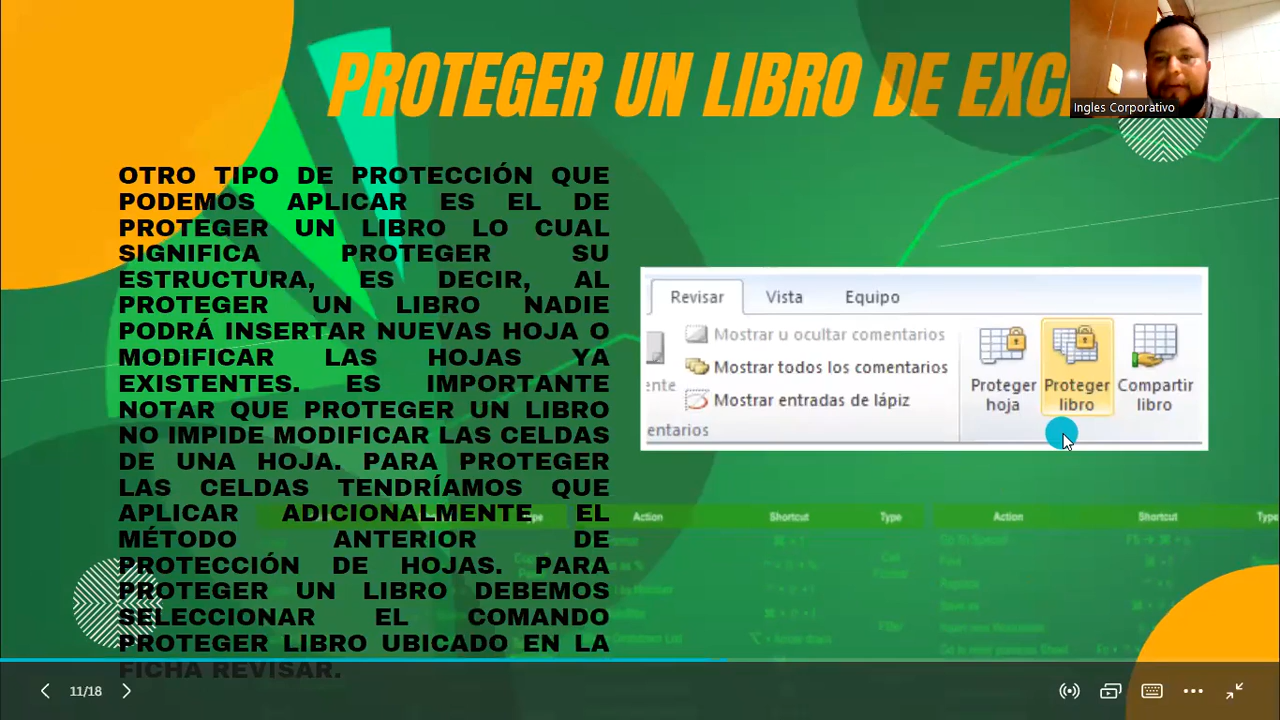 PROTEGER UN LIBRO DE EXC
Ingles Corporativo
OTRO TIPO DE PROTECCIÓN QUE
PODEMOS APLICAR ES EL DE
PROTEGER UN LIBRO LO CUAL
SIGNIFICA PROTEGER SU
ESTRUCTURA, ES DECIR, AL
PROTEGER UN LIBRO NADIE
PODRÁ INSERTAR NUEVAS HOJA O
MODIFICAR LAS HOJAS YA
EXISTENTES. ES IMPORTANTE
NOTAR QUE PROTEGER UN LIBRO
NO IMPIDE MODIFICAR LAS CELDAS
DE UNA HOJA. PARA PROTEGER
LAS CELDAS TENDRÍAMOS QUE
APLICAR ADICIONALMENTE EL
MÉTODO ANTERIOR DE
PROTECCIÓN DE HOJAS. PARA
PROTEGER UN LIBRO DEBEMOS
SELECCIONAR EL COMANDO
PROTEGER LIBRO UBICADO EN LA
FICHA REVISAR.
Revisar Vista Equipo
Mostrar u ocultar comentarios
ente Mostrar todos los comentarios
Mostrar entradas de lápiz
entarios
Proteger hoja
Proteger libro
Compartir libro
Type Action Shortcut Type Action Shortcut Type
11/18